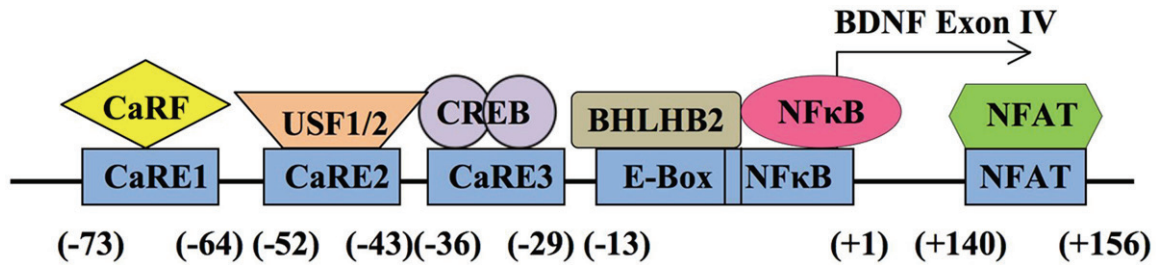 BDNF Exon IV
CaRF USF1/2 CREB BHLHB2 NFκB NFAT
CaRE1 CaRE2 CaRE3 E-Box NFκB NFAT
(-73) (-64) (-52) (-43) (-36) (-29) (-13) (+1) (+140) (+156)